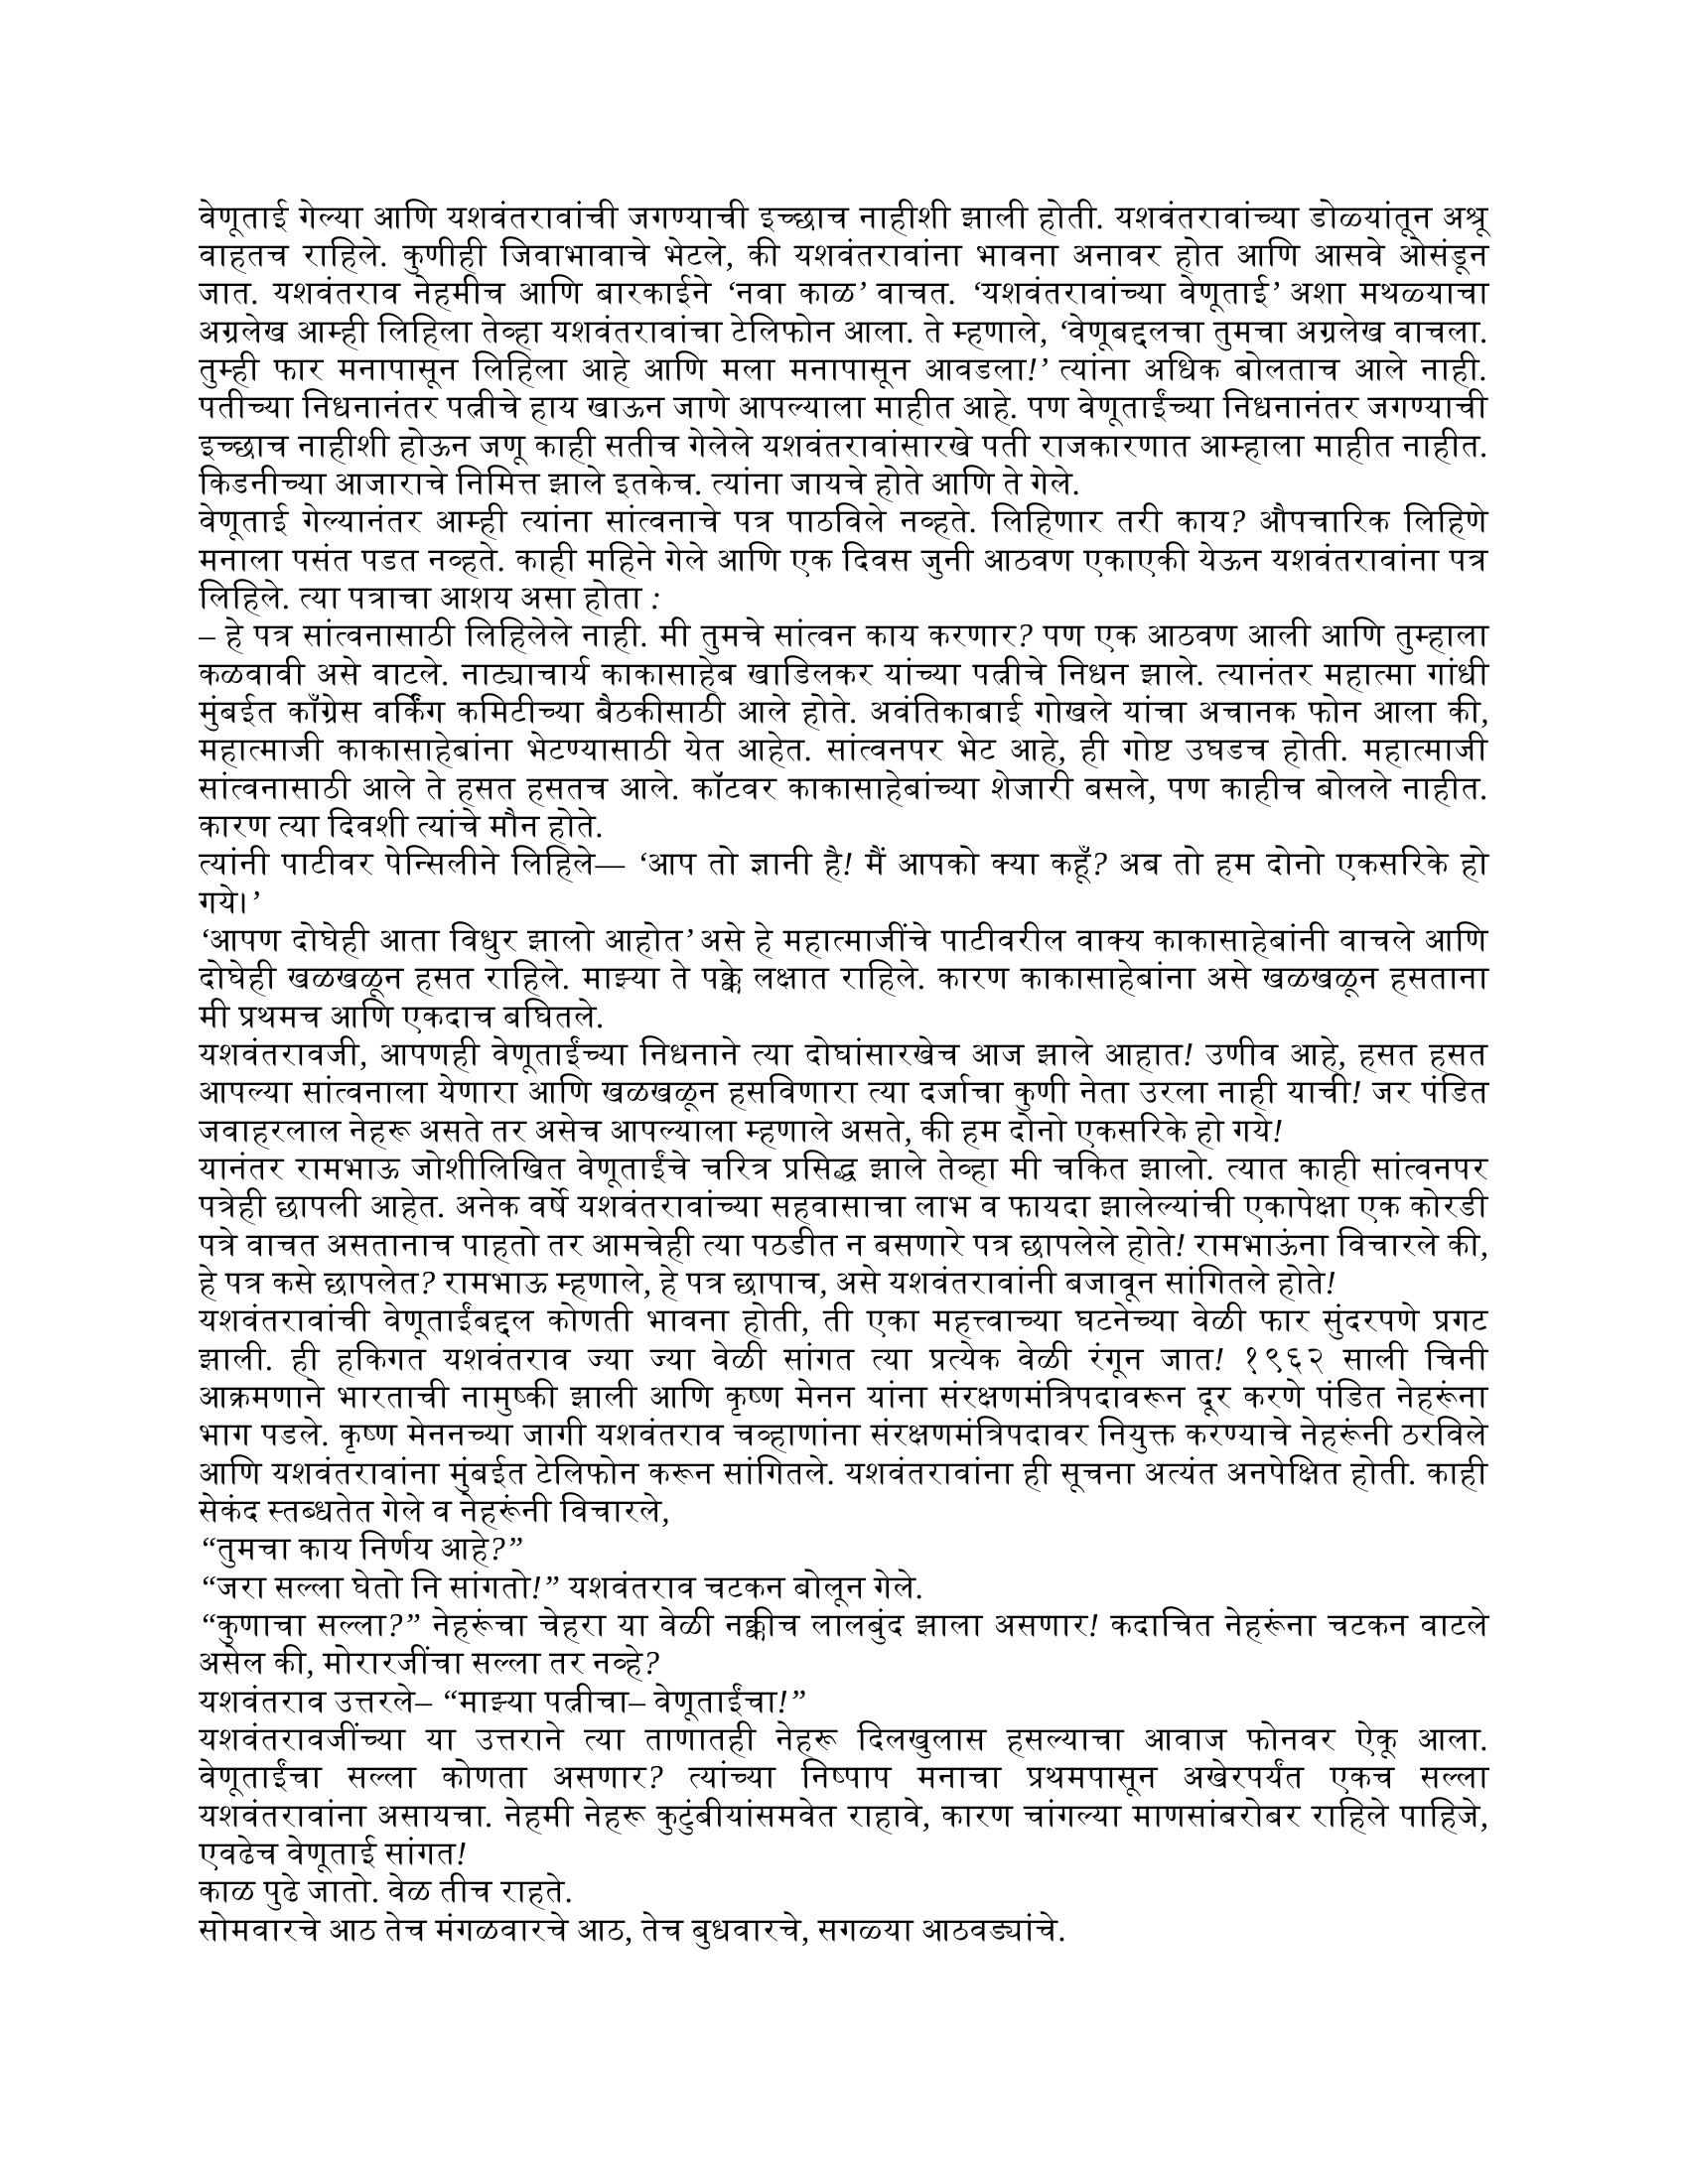 वेणूताई गेल्या आणि यशवंतरावांची जगण्याची इच्छाच नाहीशी झाली होती. यशवंतरावांच्या डोळ्यांतून अश्रू
वाहतच राहिले. कुणीही जिवाभावाचे भेटले, की यशवंतरावांना भावना अनावर होत आणि आसवे ओसंडून
जात. यशवंतराव नेहमीच आणि बारकाईने ‘नवा काळ’ वाचत. ‘यशवंतरावांच्या वेणूताई’ अशा मथळ्याचा
अग्रलेख आम्ही लिहिला तेव्हा यशवंतरावांचा टेलिफोन आला. ते म्हणाले, ‘वेणूबद्दलचा तुमचा अग्रलेख वाचला.
तुम्ही फार मनापासून लिहिला आहे आणि मला मनापासून आवडला!’ त्यांना अधिक बोलताच आले नाही.
पतीच्या निधनानंतर पत्नीचे हाय खाऊन जाणे आपल्याला माहीत आहे. पण वेणूताईंच्या निधनानंतर जगण्याची
इच्छाच नाहीशी होऊन जणू काही सतीच गेलेले यशवंतरावांसारखे पती राजकारणात आम्हाला माहीत नाहीत.
किडनीच्या आजाराचे निमित्त झाले इतकेच. त्यांना जायचे होते आणि ते गेले.
वेणूताई गेल्यानंतर आम्ही त्यांना सांत्वनाचे पत्र पाठविले नव्हते. लिहिणार तरी काय? औपचारिक लिहिणे
मनाला पसंत पडत नव्हते. काही महिने गेले आणि एक दिवस जुनी आठवण एकाएकी येऊन यशवंतरावांना पत्र
लिहिले. त्या पत्राचा आशय असा होता :
– हे पत्र सांत्वनासाठी लिहिलेले नाही. मी तुमचे सांत्वन काय करणार? पण एक आठवण आली आणि तुम्हाला
कळवावी असे वाटले. नाट्याचार्य काकासाहेब खाडिलकर यांच्या पत्नीचे निधन झाले. त्यानंतर महात्मा गांधी
मुंबईत काँग्रेस वर्किंग कमिटीच्या बैठकीसाठी आले होते. अवंतिकाबाई गोखले यांचा अचानक फोन आला की,
महात्माजी काकासाहेबांना भेटण्यासाठी येत आहेत. सांत्वनपर भेट आहे, ही गोष्ट उघडच होती. महात्माजी
सांत्वनासाठी आले ते हसत हसतच आले. कॉटवर काकासाहेबांच्या शेजारी बसले, पण काहीच बोलले नाहीत.
कारण त्या दिवशी त्यांचे मौन होते.
त्यांनी पाटीवर पेन्सिलीने लिहिले— ‘आप तो ज्ञानी है! मैं आपको क्या कहूँ? अब तो हम दोनो एकसरिके हो
गये।’
‘आपण दोघेही आता विधुर झालो आहोत’ असे हे महात्माजींचे पाटीवरील वाक्य काकासाहेबांनी वाचले आणि
दोघेही खळखळून हसत राहिले. माझ्या ते पक्के लक्षात राहिले. कारण काकासाहेबांना असे खळखळून हसताना
मी प्रथमच आणि एकदाच बघितले.
यशवंतरावजी, आपणही वेणूताईंच्या निधनाने त्या दोघांसारखेच आज झाले आहात! उणीव आहे, हसत हसत
आपल्या सांत्वनाला येणारा आणि खळखळून हसविणारा त्या दर्जाचा कुणी नेता उरला नाही याची! जर पंडित
जवाहरलाल नेहरू असते तर असेच आपल्याला म्हणाले असते, की हम दोनो एकसरिके हो गये!
यानंतर रामभाऊ जोशीलिखित वेणूताईंचे चरित्र प्रसिद्ध झाले तेव्हा मी चकित झालो. त्यात काही सांत्वनपर
पत्रेही छापली आहेत. अनेक वर्षे यशवंतरावांच्या सहवासाचा लाभ व फायदा झालेल्यांची एकापेक्षा एक कोरडी
पत्रे वाचत असतानाच पाहतो तर आमचेही त्या पठडीत न बसणारे पत्र छापलेले होते! रामभाऊंना विचारले की,
हे पत्र कसे छापलेत? रामभाऊ म्हणाले, हे पत्र छापाच, असे यशवंतरावांनी बजावून सांगितले होते!
यशवंतरावांची वेणूताईंबद्दल कोणती भावना होती, ती एका महत्त्वाच्या घटनेच्या वेळी फार सुंदरपणे प्रगट
झाली. ही हकिगत यशवंतराव ज्या ज्या वेळी सांगत त्या प्रत्येक वेळी रंगून जात! १९६२ साली चिनी
आक्रमणाने भारताची नामुष्की झाली आणि कृष्ण मेनन यांना संरक्षणमंत्रिपदावरून दूर करणे पंडित नेहरूंना
भाग पडले. कृष्ण मेननच्या जागी यशवंतराव चव्हाणांना संरक्षणमंत्रिपदावर नियुक्त करण्याचे नेहरूंनी ठरविले
आणि यशवंतरावांना मुंबईत टेलिफोन करून सांगितले. यशवंतरावांना ही सूचना अत्यंत अनपेक्षित होती. काही
सेकंद स्तब्धतेत गेले व नेहरूंनी विचारले,
“तुमचा काय निर्णय आहे?”
“जरा सल्ला घेतो नि सांगतो!” यशवंतराव चटकन बोलून गेले.
“कुणाचा सल्ला?” नेहरूंचा चेहरा या वेळी नक्कीच लालबुंद झाला असणार! कदाचित नेहरूंना चटकन वाटले
असेल की, मोरारजींचा सल्ला तर नव्हे?
यशवंतराव उत्तरले– “माझ्या पत्नीचा– वेणूताईंचा!”
यशवंतरावजींच्या या उत्तराने त्या ताणातही नेहरू दिलखुलास हसल्याचा आवाज फोनवर ऐकू आला.
वेणूताईंचा सल्ला कोणता असणार? त्यांच्या निष्पाप मनाचा प्रथमपासून अखेरपर्यंत एकच सल्ला
यशवंतरावांना असायचा. नेहमी नेहरू कुटुंबीयांसमवेत राहावे, कारण चांगल्या माणसांबरोबर राहिले पाहिजे,
एवढेच वेणूताई सांगत!
काळ पुढे जातो. वेळ तीच राहते.
सोमवारचे आठ तेच मंगळवारचे आठ, तेच बुधवारचे, सगळ्या आठवड्यांचे.